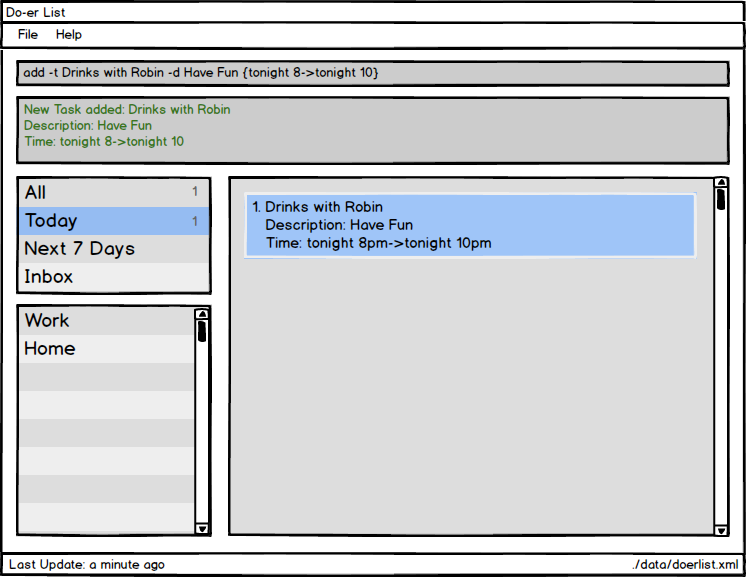 Do-er List
File Help
add -t Drinks with Robin -d Have Fun {tonight 8->tonight 10}
New Task added: Drinks with Robin
Description: Have Fun
Time: tonight 8->tonight 10
All 1
Today 1
Next 7 Days
Inbox
Work
Home
1. Drinks with Robin
Description: Have Fun
Time: tonight 8pm->tonight 10pm
Last Update: a minute ago
./data/doerlist.xml